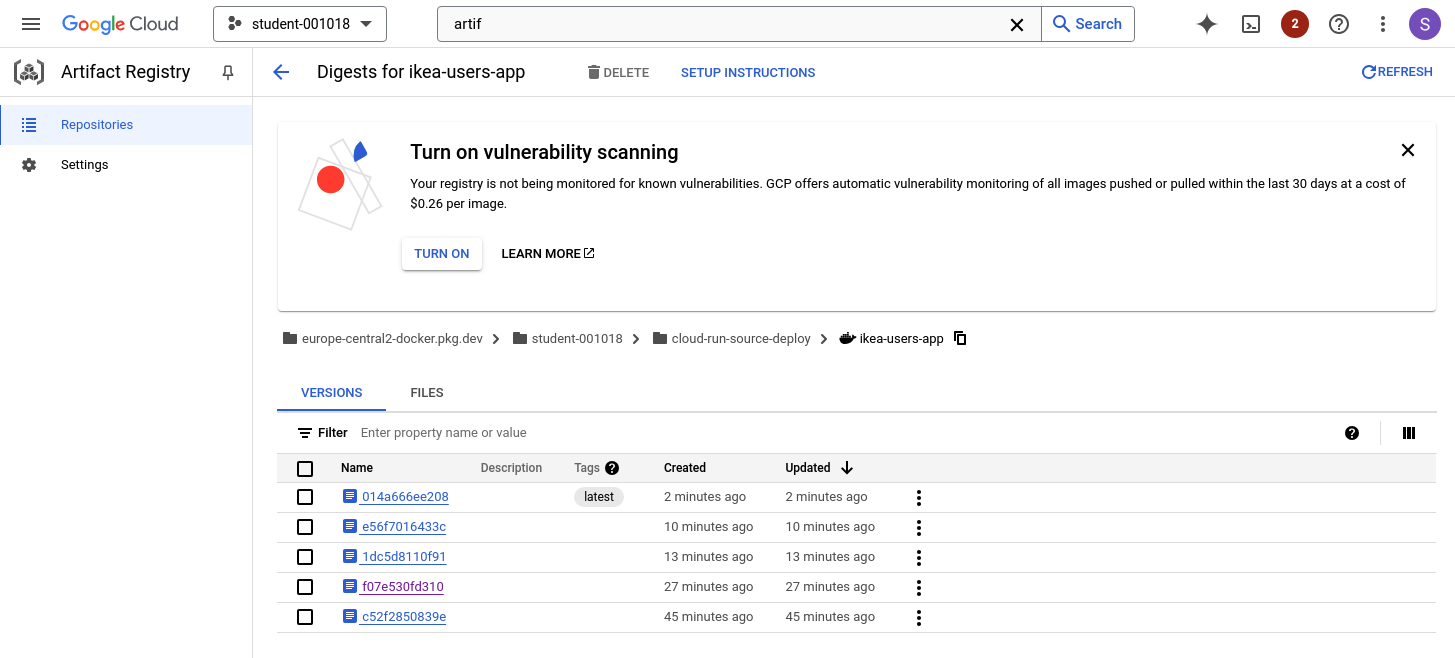 Google Cloud student-001018 artif Search 2 S
Artifact Registry Digests for ikea-users-app DELETE SETUP INSTRUCTIONS REFRESH
Repositories
Settings
Turn on vulnerability scanning
Your registry is not being monitored for known vulnerabilities. GCP offers automatic vulnerability monitoring of all images pushed or pulled within the last 30 days at a cost of
$0.26 per image.
TURN ON LEARN MORE
europe-central2-docker.pkg.dev student-001018 cloud-run-source-deploy ikea-users-app
VERSIONS FILES
Filter Enter property name or value
Name Description Tags Created Updated
014a666ee208 latest 2 minutes ago 2 minutes ago
e56f7016433c 10 minutes ago 10 minutes ago
1dc5d8110f91 13 minutes ago 13 minutes ago
f07e530fd310 27 minutes ago 27 minutes ago
c52f2850839e 45 minutes ago 45 minutes ago